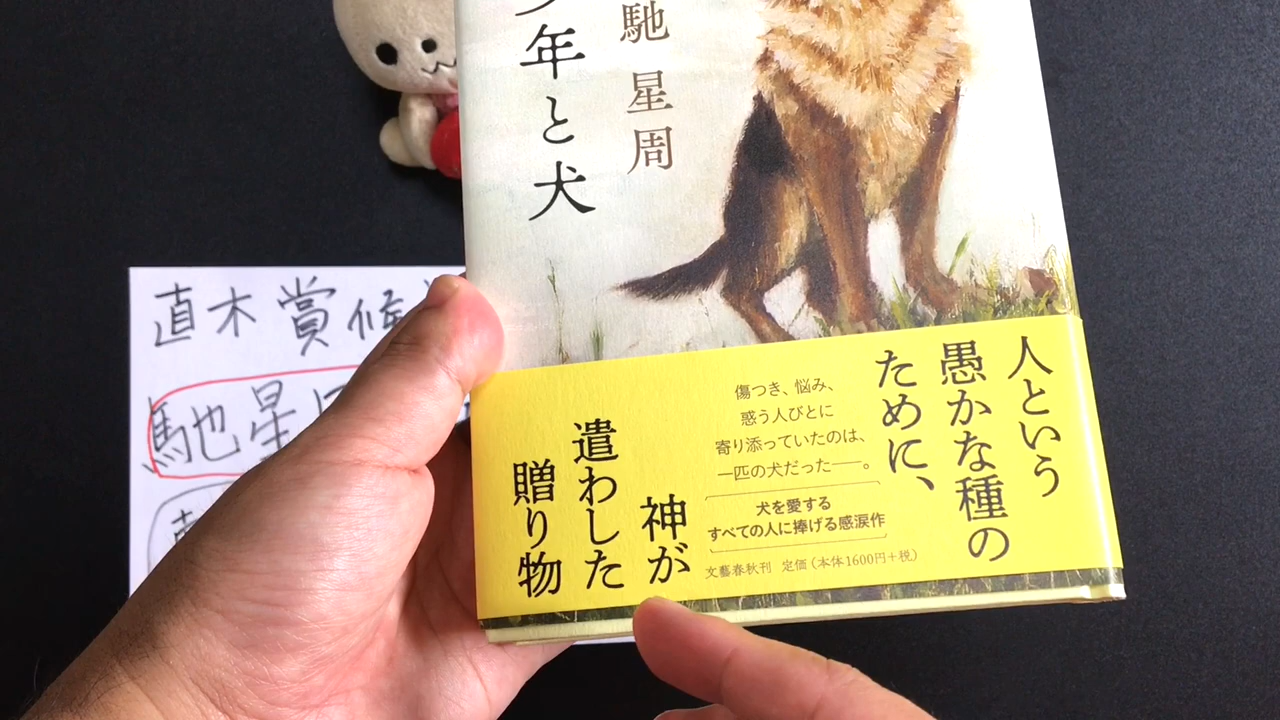 年と犬
馳星周
人という
愚かな種の
ために、
傷つき、悩み、
惑う人びとに
寄り添っていたのは、
一匹の犬だった——。
犬を愛する
すべての人に捧げる感涙作
文藝春秋刊 定価（本体1600円＋税）
神が
遣わした
贈り物
直木賞候
馳星